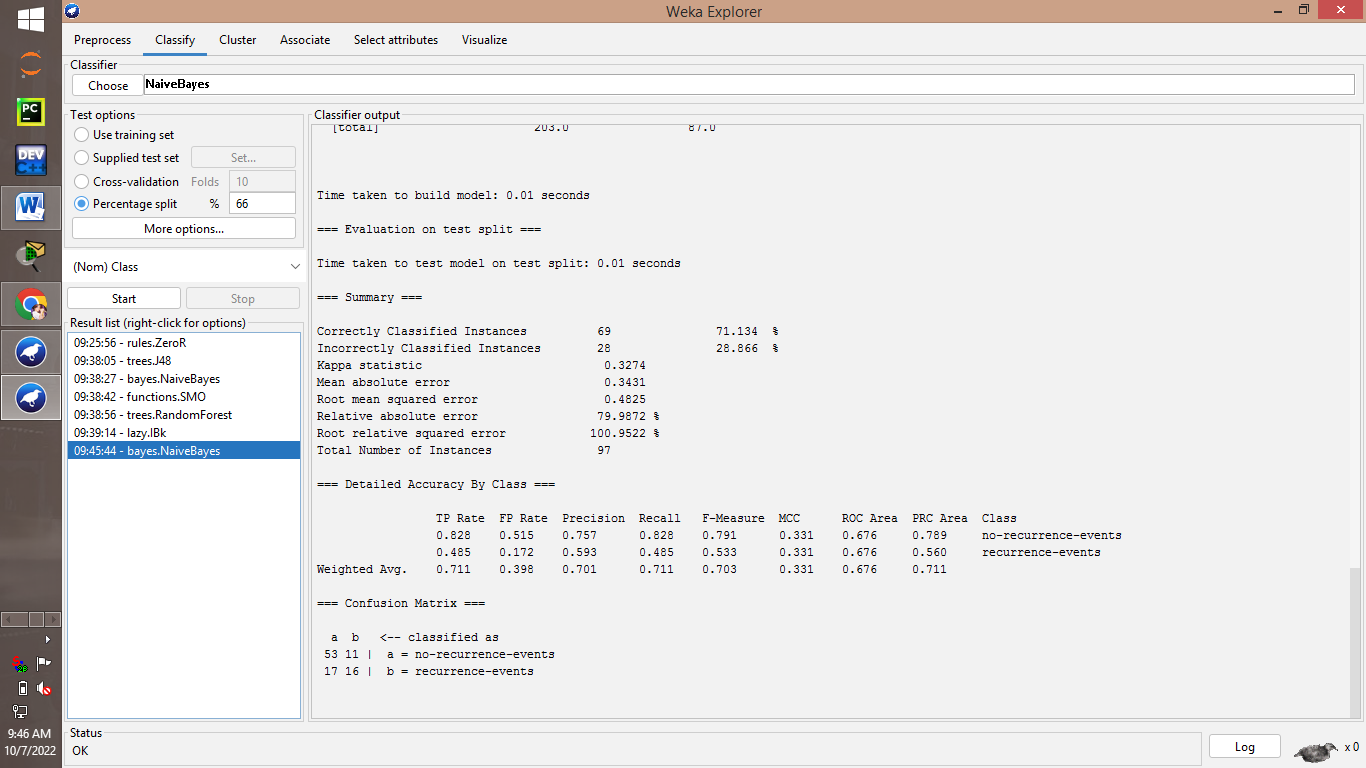 Weka Explorer
Preprocess Classify Cluster Associate Select attributes Visualize
Classifier
Choose NaiveBayes
Test options
Use training set
Supplied test set Set...
Cross-validation Folds 10
Percentage split % 66
More options...
(Nom) Class
Start Stop
Result list (right-click for options)
09:25:56 - rules.ZeroR
09:38:05 - trees.J48
09:38:27 - bayes.NaiveBayes
09:38:42 - functions.SMO
09:38:56 - trees.RandomForest
09:39:14 - lazy.IBk
09:45:44 - bayes.NaiveBayes
Classifier output
[total] 203.0 87.0
Time taken to build model: 0.01 seconds
=== Evaluation on test split ===
Time taken to test model on test split: 0.01 seconds
=== Summary ===
Correctly Classified Instances 69 71.134 %
Incorrectly Classified Instances 28 28.866 %
Kappa statistic 0.3274
Mean absolute error 0.3431
Root mean squared error 0.4825
Relative absolute error 79.9872 %
Root relative squared error 100.9522 %
Total Number of Instances 97
=== Detailed Accuracy By Class ===
TP Rate FP Rate Precision Recall F-Measure MCC ROC Area PRC Area Class
0.828 0.515 0.757 0.828 0.791 0.331 0.676 0.789 no-recurrence-events
0.485 0.172 0.593 0.485 0.533 0.331 0.676 0.560 recurrence-events
Weighted Avg. 0.711 0.398 0.701 0.711 0.703 0.331 0.676 0.711
=== Confusion Matrix ===
a b <-- classified as
53 11 | a = no-recurrence-events
17 16 | b = recurrence-events
Status
OK
Log
x 0
PC
DEV
C++
W
9:46 AM
10/7/2022